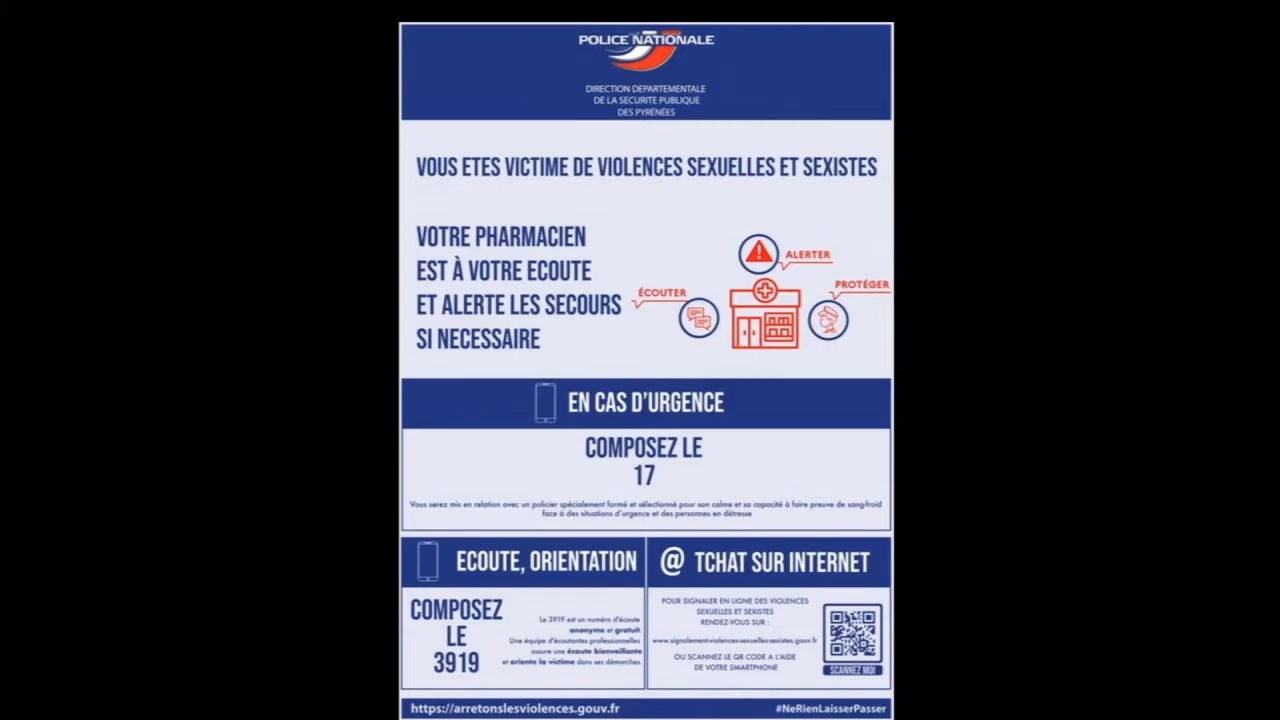 POLICE NATIONALE
DIRECTION DEPARTEMENTALE
DE LA SECURITE PUBLIQUE
DES PYRÉNÉES
VOUS ETES VICTIME DE VIOLENCES SEXUELLES ET SEXISTES
VOTRE PHARMACIEN
EST À VOTRE ECOUTE
ET ALERTE LES SECOURS
SI NECESSAIRE
ALERTER
ÉCOUTER
PROTÉGER
EN CAS D'URGENCE
COMPOSEZ LE
17
Vous serez mis en relation avec un policier spécialement formé et sélectionné pour son calme et sa capacité à faire preuve de sang-froid
face à des situations d'urgence et des personnes en détresse
ECOUTE, ORIENTATION
COMPOSEZ
LE
3919
Le 3919 est un numéro d'écoute
anonyme et gratuit.
Une équipe d'écoutantes professionnelles
assure une écoute bienveillante
et oriente la victime dans ses démarches.
@ TCHAT SUR INTERNET
POUR SIGNALER EN LIGNE DES VIOLENCES
SEXUELLES ET SEXISTES
RENDEZ-VOUS SUR :
www.signalement-violences-sexuelles-sexistes.gouv.fr
OU SCANNEZ LE QR CODE A L'AIDE
DE VOTRE SMARTPHONE
SCANNEZ MOI
https://arretonslesviolences.gouv.fr
#NeRienLaisserPasser